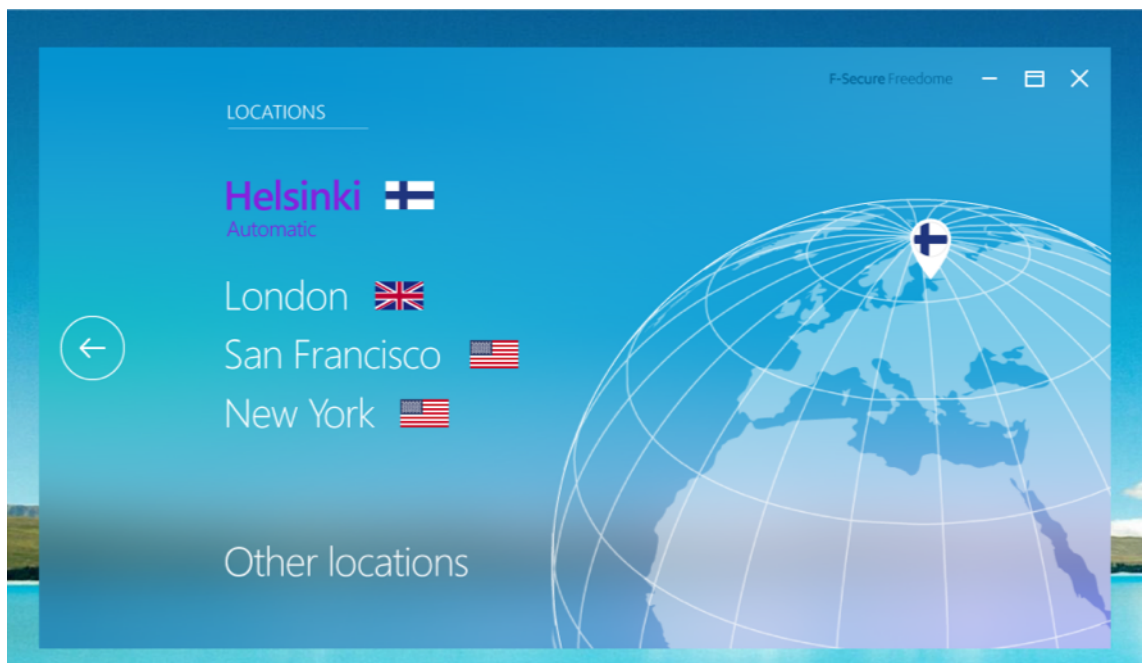 F-Secure Freedome
LOCATIONS
Helsinki
Automatic
London
San Francisco
New York
Other locations